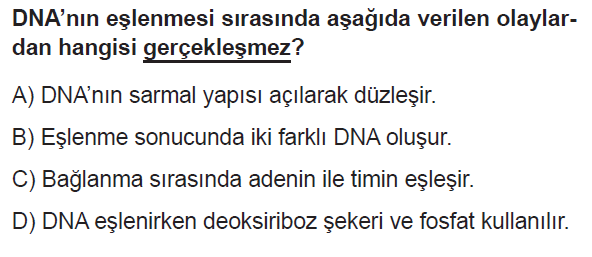 DNA’nın eşlenmesi sırasında aşağıda verilen olaylar-
dan hangisi gerçekleşmez?
A) DNA’nın sarmal yapısı açılarak düzleşir.
B) Eşlenme sonucunda iki farklı DNA oluşur.
C) Bağlanma sırasında adenin ile timin eşleşir.
D) DNA eşlenirken deoksiriboz şekeri ve fosfat kullanılır.